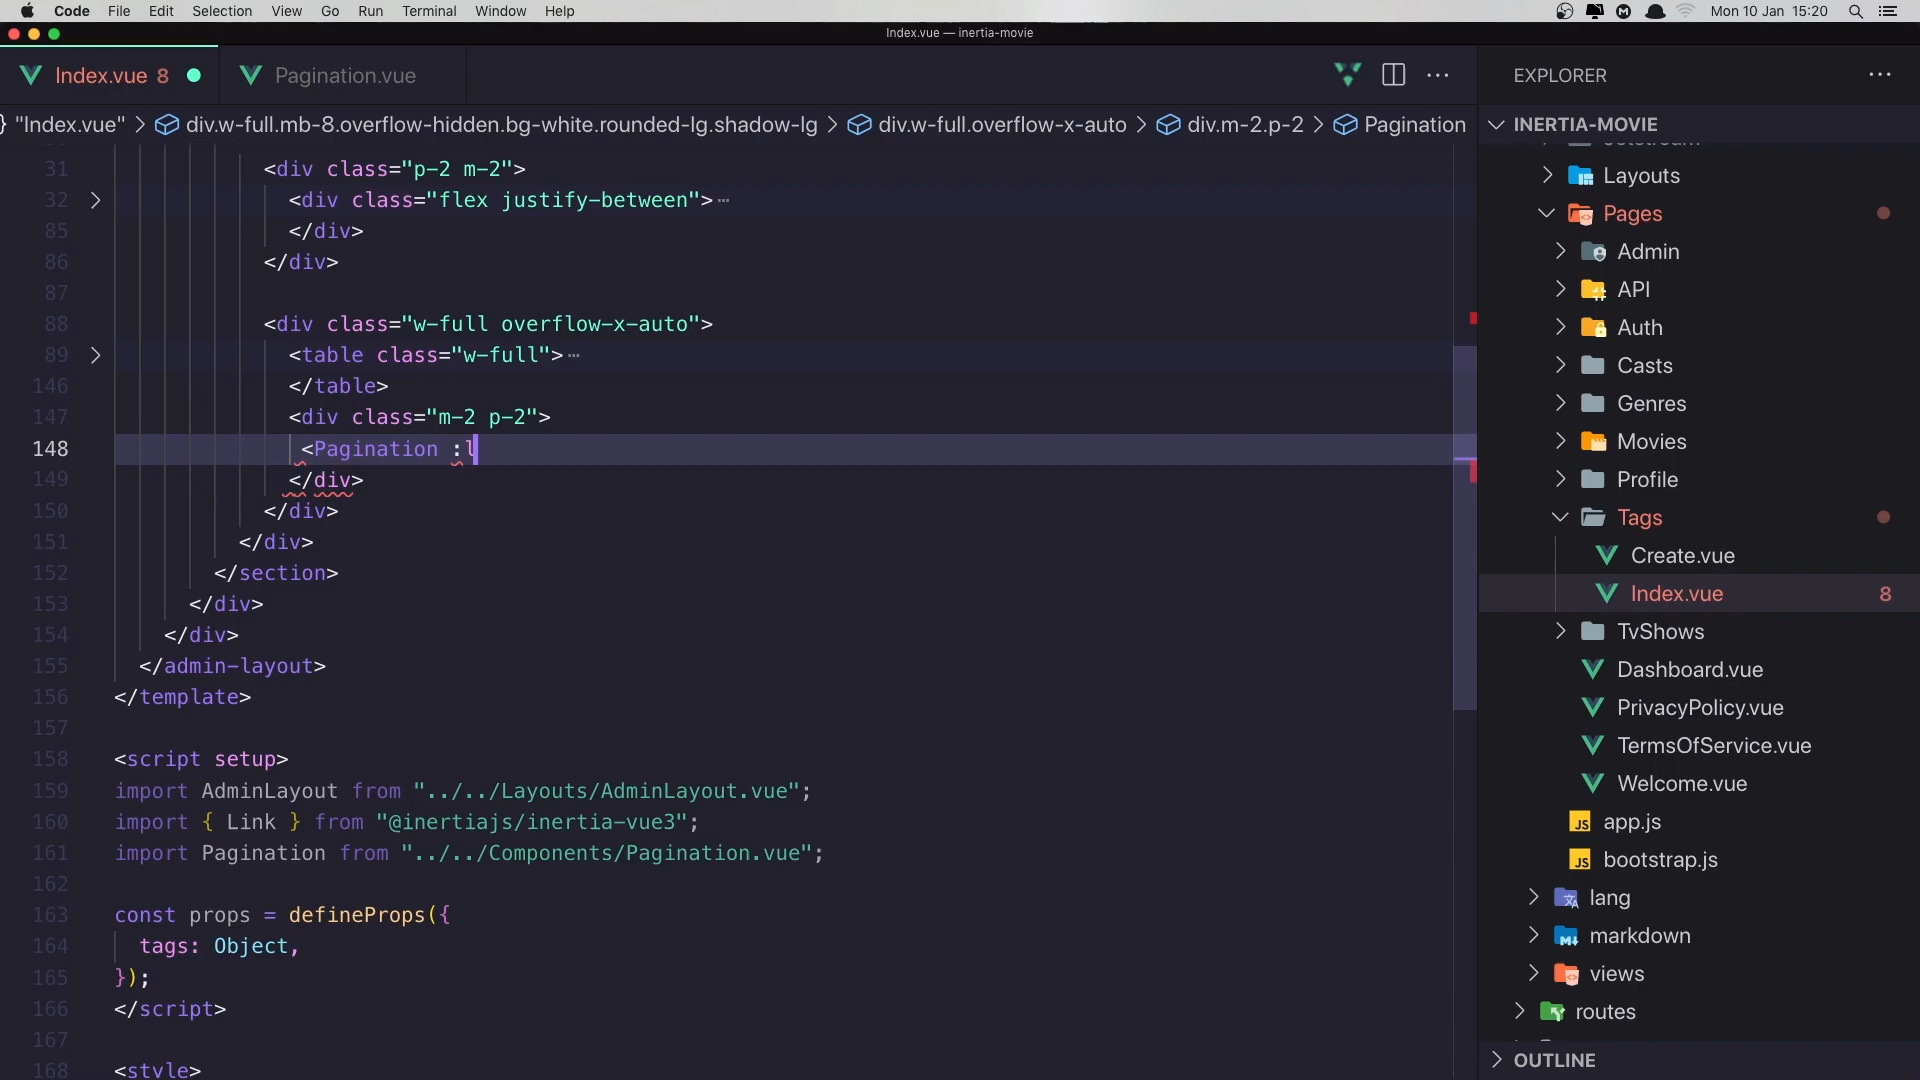 Code File Edit Selection View Go Run Terminal Window Help Mon 10 Jan 15:20
Index.vue — inertia-movie
Index.vue 8 Pagination.vue
"Index.vue" > div.w-full.mb-8.overflow-hidden.bg-white.rounded-lg.shadow-lg > div.w-full.overflow-x-auto > div.m-2.p-2 > Pagination
31 <div class="p-2 m-2">
32 <div class="flex justify-between">
85 </div>
86 </div>
87
88 <div class="w-full overflow-x-auto">
89 <table class="w-full">
146 </table>
147 <div class="m-2 p-2">
148 <Pagination :l
149 </div>
150 </div>
151 </div>
152 </section>
153 </div>
154 </div>
155 </admin-layout>
156 </template>
157
158 <script setup>
159 import AdminLayout from "../../Layouts/AdminLayout.vue";
160 import { Link } from "@inertiajs/inertia-vue3";
161 import Pagination from "../../Components/Pagination.vue";
162
163 const props = defineProps({
164 tags: Object,
165 });
166 </script>
167
168 <style>
EXPLORER
INERTIA-MOVIE
Layouts
Pages
Admin
API
Auth
Casts
Genres
Movies
Profile
Tags
Create.vue
Index.vue 8
TvShows
Dashboard.vue
PrivacyPolicy.vue
TermsOfService.vue
Welcome.vue
app.js
bootstrap.js
lang
markdown
views
routes
OUTLINE